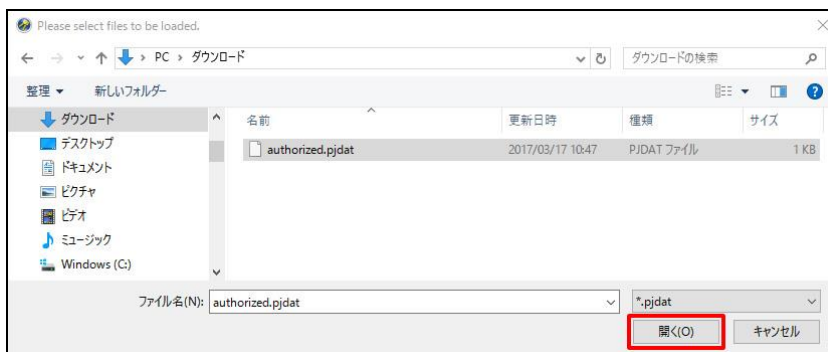 Please select files to be loaded.
PC › ダウンロード
ダウンロードの検索
整理 新しいフォルダー
ダウンロード
デスクトップ
ドキュメント
ピクチャ
ビデオ
ミュージック
Windows (C:)
名前 更新日時 種類 サイズ
authorized.pjdat 2017/03/17 10:47 PJDAT ファイル 1 KB
ファイル名(N): authorized.pjdat *.pjdat
開く(O) キャンセル